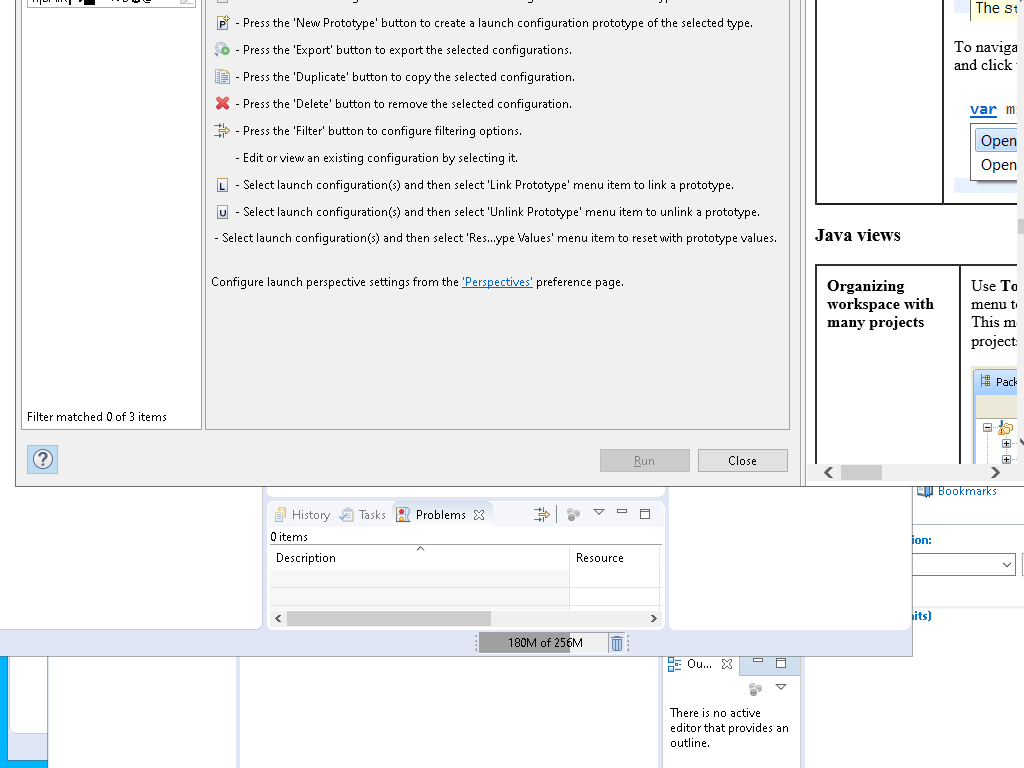 - Press the 'New Prototype' button to create a launch configuration prototype of the selected type.
- Press the 'Export' button to export the selected configurations.
- Press the 'Duplicate' button to copy the selected configuration.
- Press the 'Delete' button to remove the selected configuration.
- Press the 'Filter' button to configure filtering options.
- Edit or view an existing configuration by selecting it.
L - Select launch configuration(s) and then select 'Link Prototype' menu item to link a prototype.
U - Select launch configuration(s) and then select 'Unlink Prototype' menu item to unlink a prototype.
- Select launch configuration(s) and then select 'Res...ype Values' menu item to reset with prototype values.
Configure launch perspective settings from the 'Perspectives' preference page.
Filter matched 0 of 3 items
Run
Close
The st
To naviga
and click
var m
Open
Open
Java views
Organizing
workspace with
many projects
Use To
menu to
This m
project
Pack
Bookmarks
ion:
nits)
History
Tasks
Problems
0 items
Description
Resource
180M of 256M
Ou...
There is no active
editor that provides an
outline.